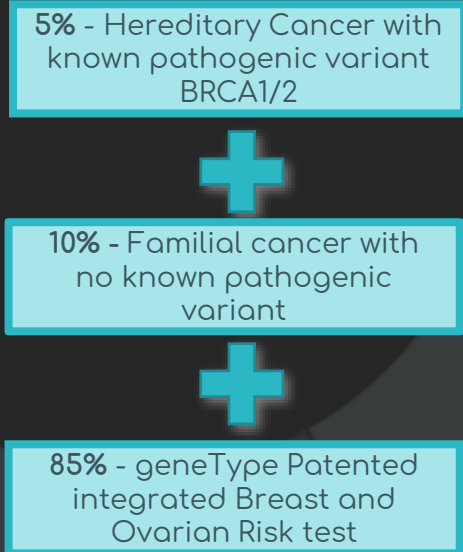 5% - Hereditary Cancer with
known pathogenic variant
BRCA1/2
10% - Familial cancer with
no known pathogenic
variant
85% - geneType Patented
integrated Breast and
Ovarian Risk test